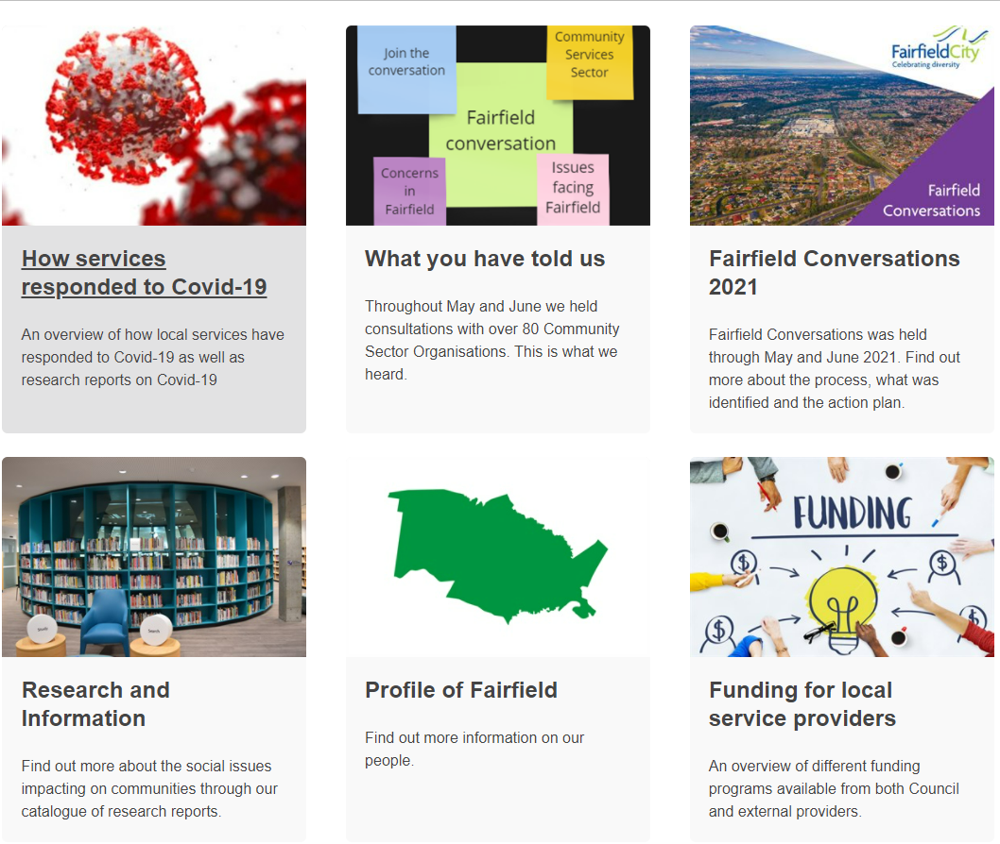 Join the
conversation
Community
Services
Sector
Fairfield
conversation
Concerns
in
Fairfield
Issues
facing
Fairfield
FairfieldCity
Celebrating diversity
Fairfield
Conversations
How services
responded to Covid-19
An overview of how local services have
responded to Covid-19 as well as
research reports on Covid-19
What you have told us
Throughout May and June we held
consultations with over 80 Community
Sector Organisations. This is what we
heard.
Fairfield Conversations
2021
Fairfield Conversations was held
through May and June 2021. Find out
more about the process, what was
identified and the action plan.
Search
FUNDING
$
$
$
$
Research and
Information
Find out more about the social issues
impacting on communities through our
catalogue of research reports.
Profile of Fairfield
Find out more information on our
people.
Funding for local
service providers
An overview of different funding
programs available from both Council
and external providers.